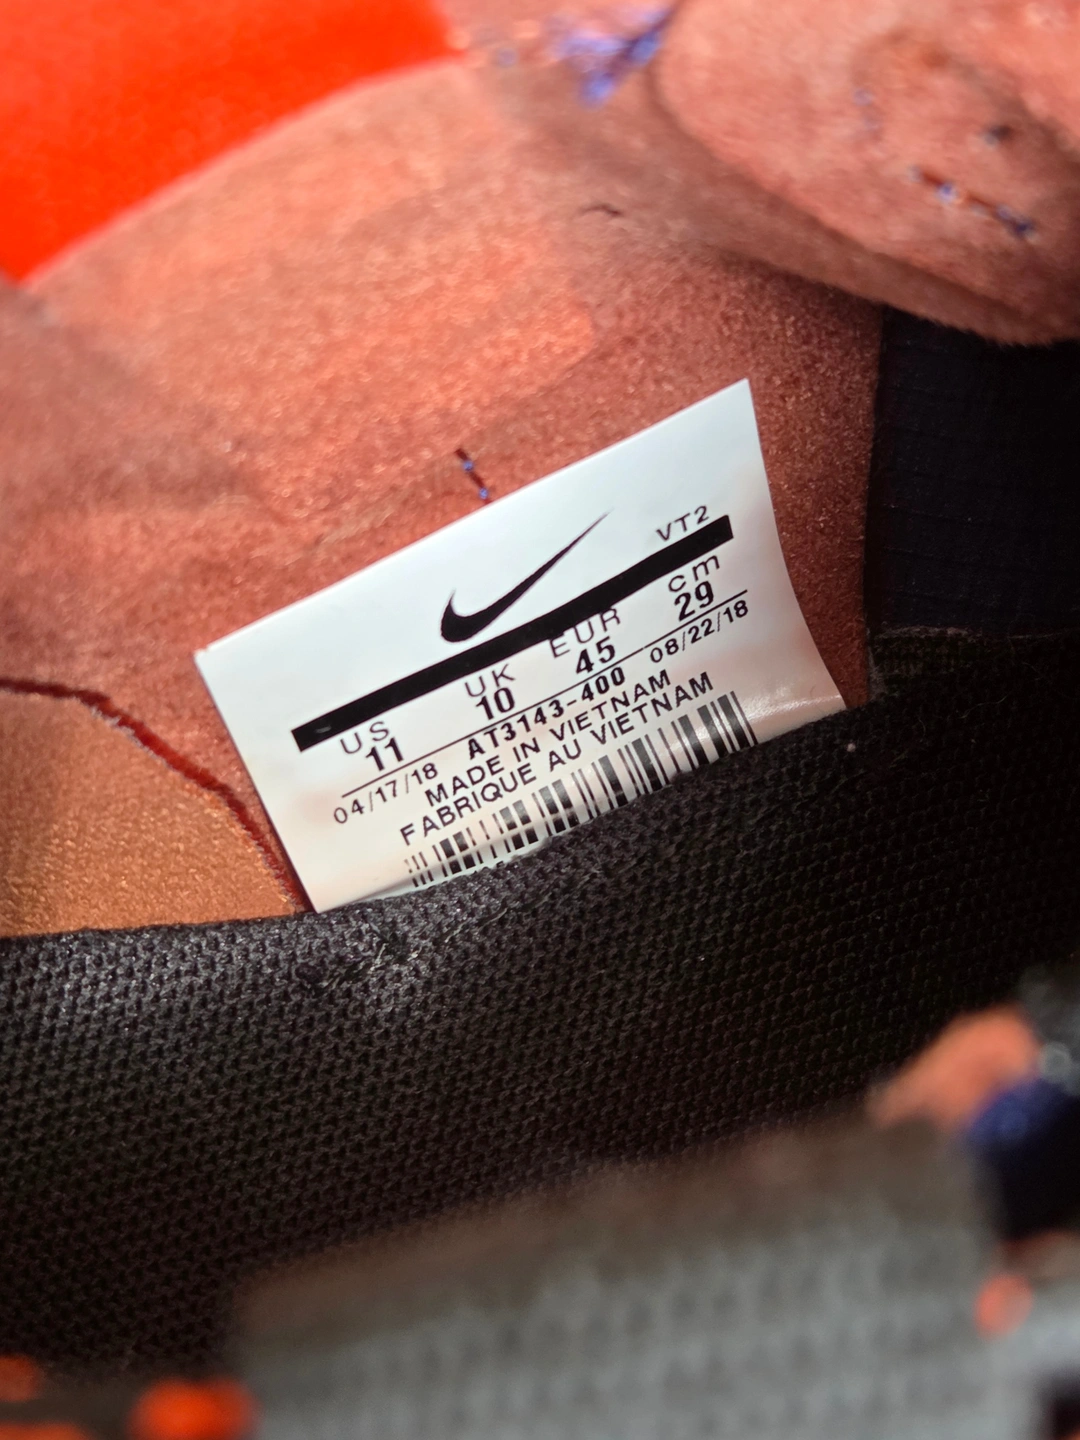 VT2
US UK EUR cm
11 10 45 29
AT3143-400
04/17/18 08/22/18
MADE IN VIETNAM
FABRIQUE AU VIETNAM